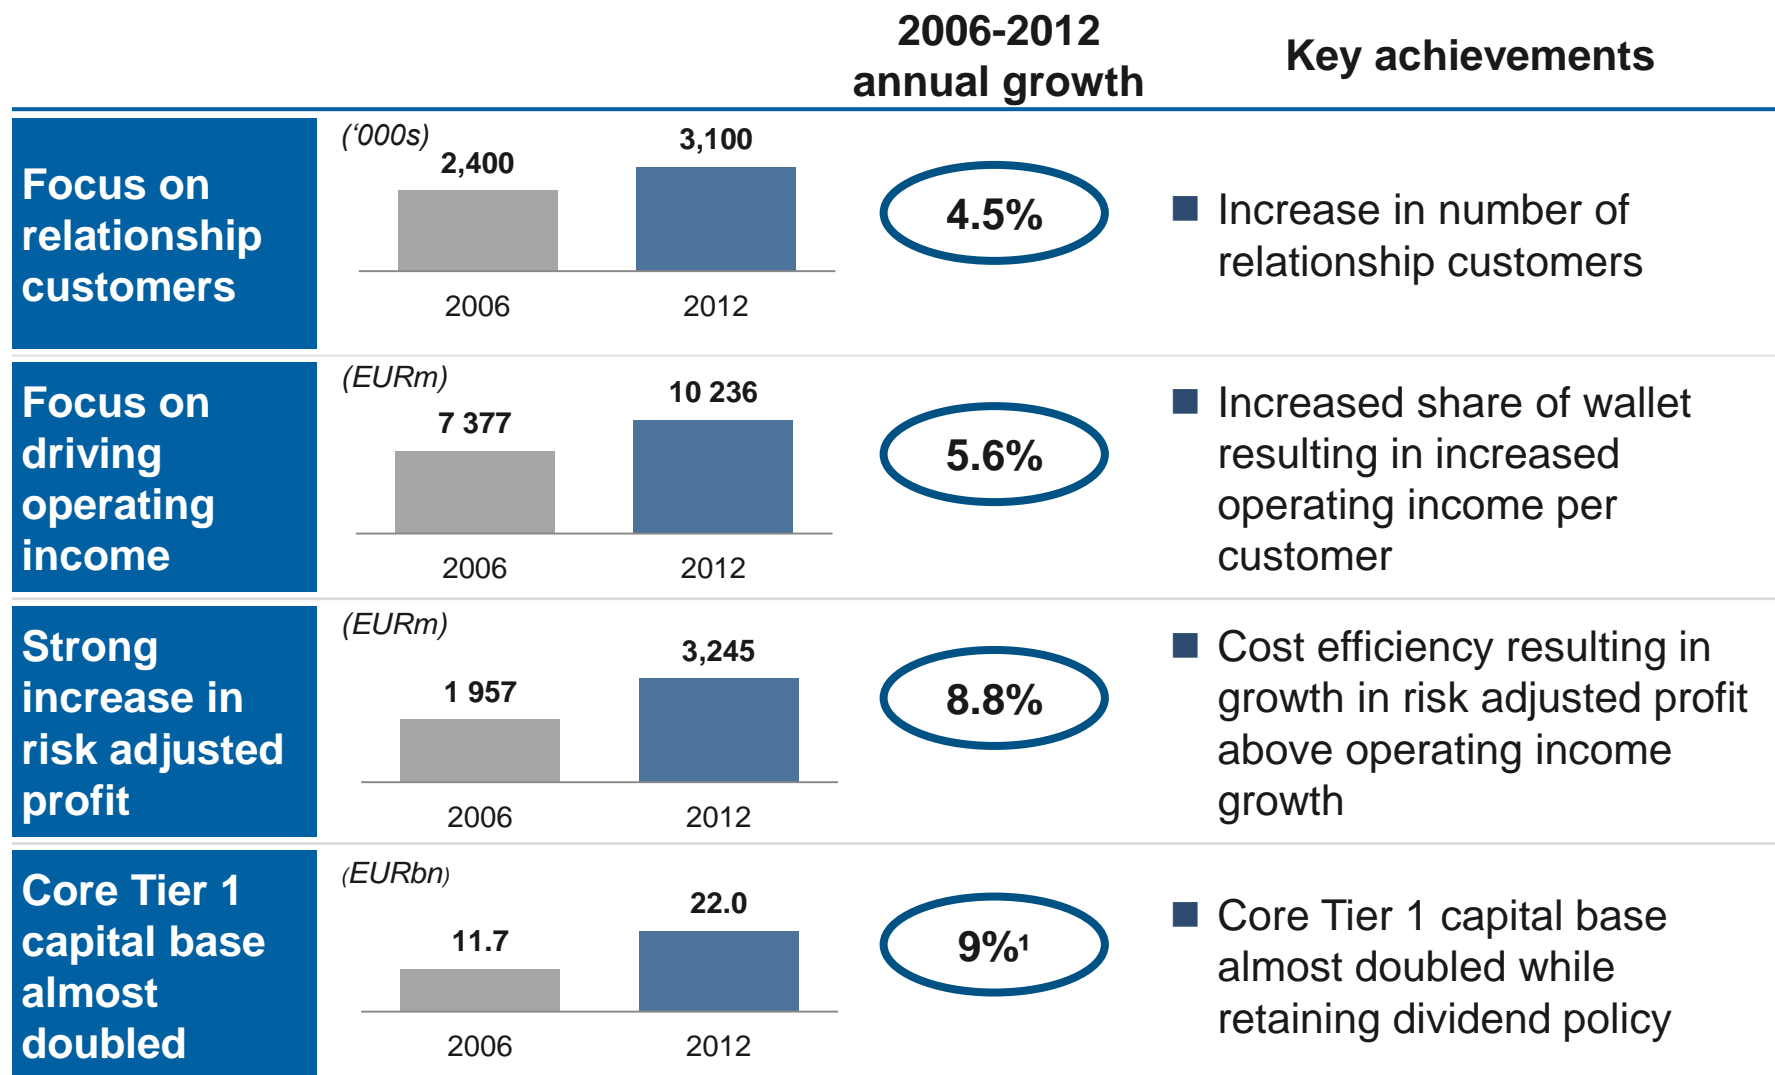 2006-2012
annual growth
Key achievements
Focus on
relationship
customers
(‘000s)
2,400
3,100
2006
2012
4.5%
Increase in number of
relationship customers
Focus on
driving
operating
income
(EURm)
7 377
10 236
2006
2012
5.6%
Increased share of wallet
resulting in increased
operating income per
customer
Strong
increase in
risk adjusted
profit
(EURm)
1 957
3,245
2006
2012
8.8%
Cost efficiency resulting in
growth in risk adjusted profit
above operating income
growth
Core Tier 1
capital base
almost
doubled
(EURbn)
11.7
22.0
2006
2012
9%¹
Core Tier 1 capital base
almost doubled while
retaining dividend policy